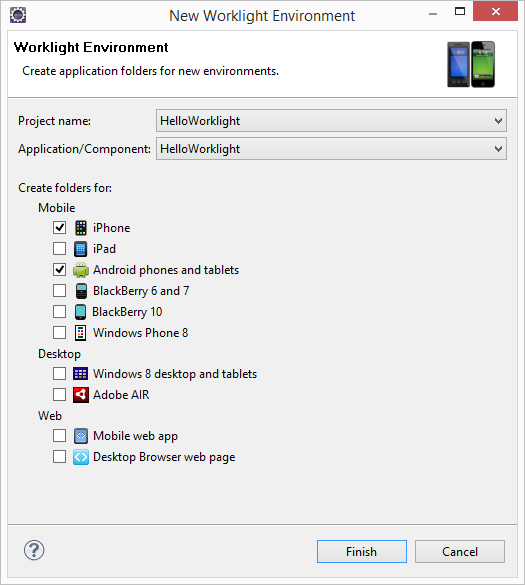 New Worklight Environment
Worklight Environment
Create application folders for new environments.
Project name: HelloWorklight
Application/Component: HelloWorklight
Create folders for:
Mobile
iPhone
iPad
Android phones and tablets
BlackBerry 6 and 7
BlackBerry 10
Windows Phone 8
Desktop
Windows 8 desktop and tablets
Adobe AIR
Web
Mobile web app
Desktop Browser web page
Finish Cancel